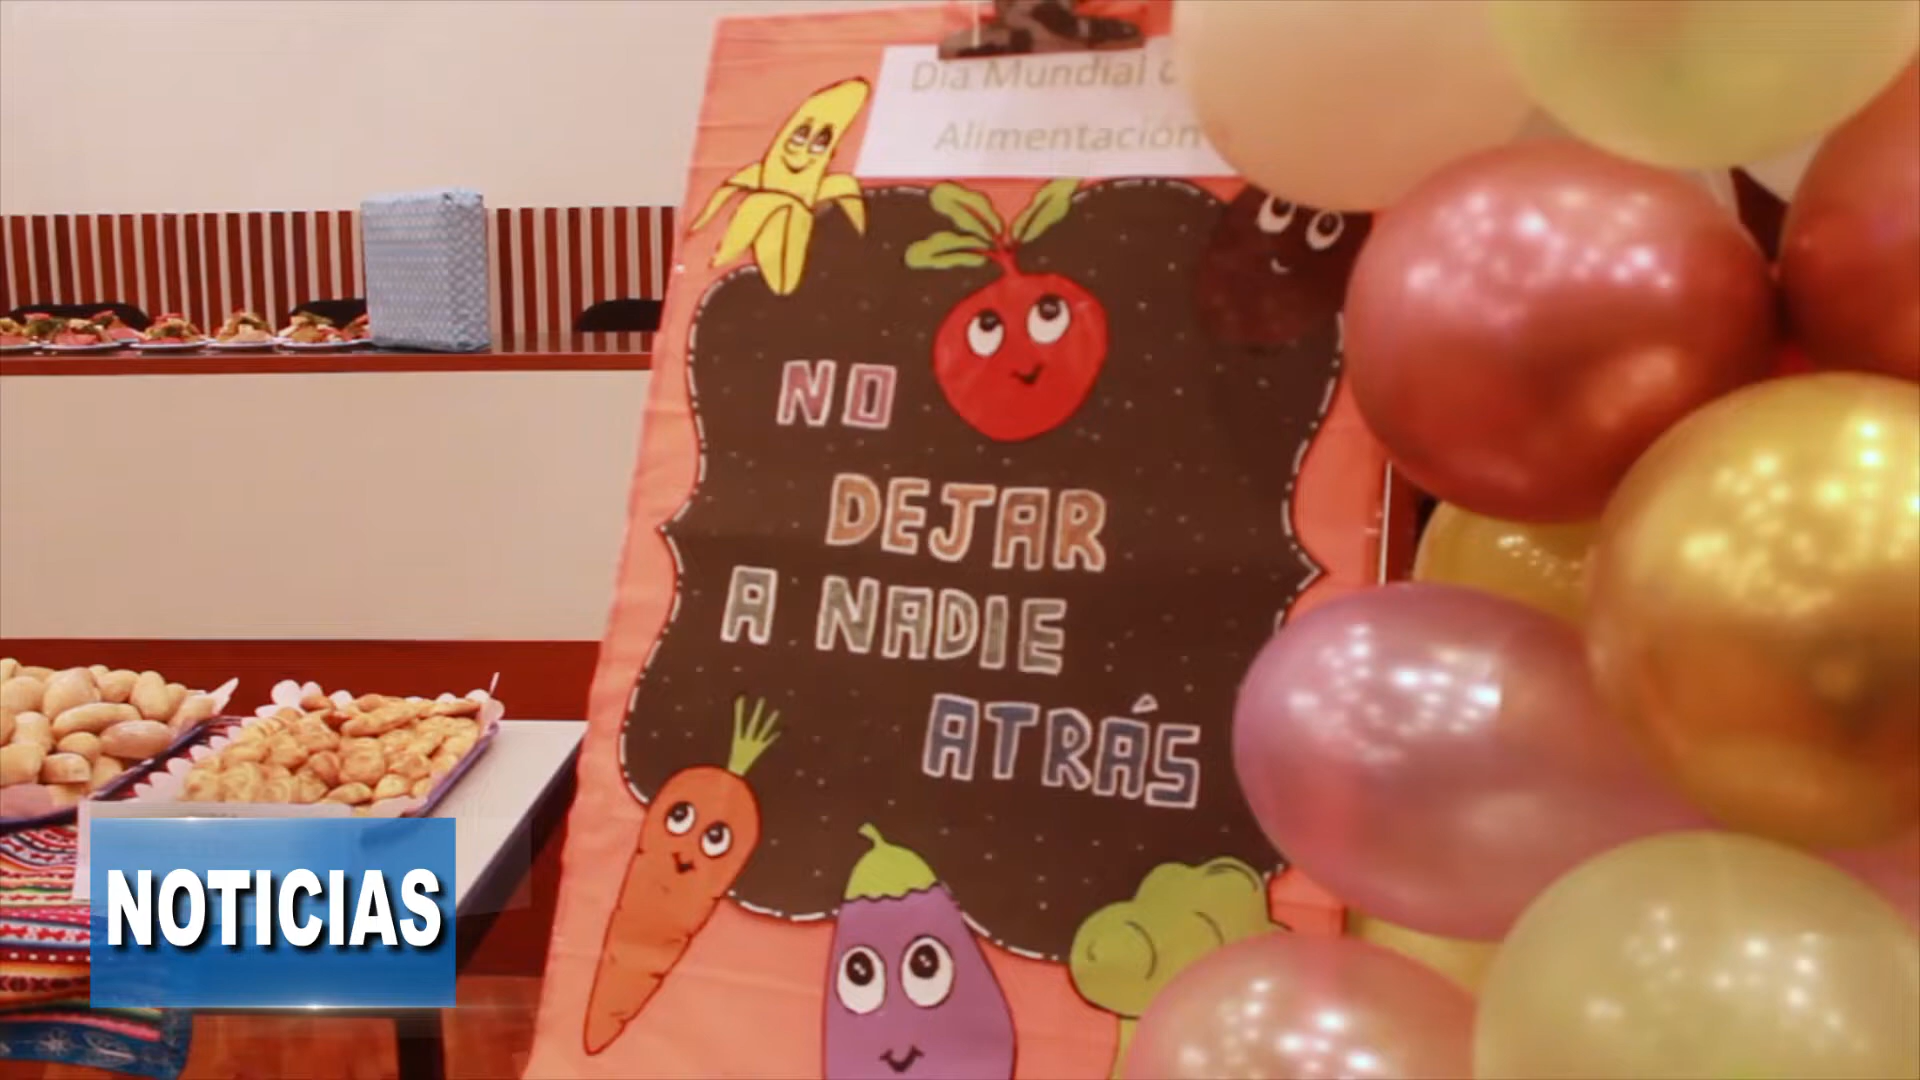 Día Mundial
Alimentación
NO
DEJAR
A NADIE
ATRÁS
NOTICIAS